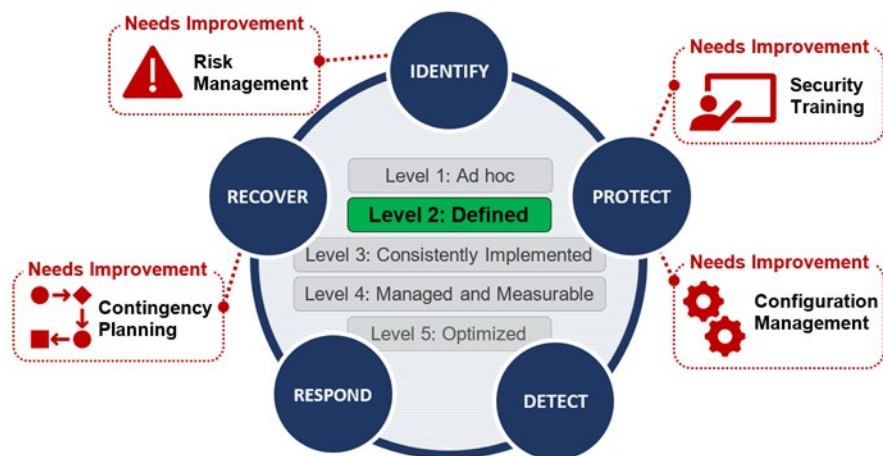 Needs Improvement
Risk
Management
IDENTIFY
Needs Improvement
Security
Training
RECOVER
PROTECT
Level 1: Ad hoc
Level 2: Defined
Level 3: Consistently Implemented
Level 4: Managed and Measurable
Level 5: Optimized
Needs Improvement
Contingency
Planning
Needs Improvement
Configuration
Management
RESPOND
DETECT